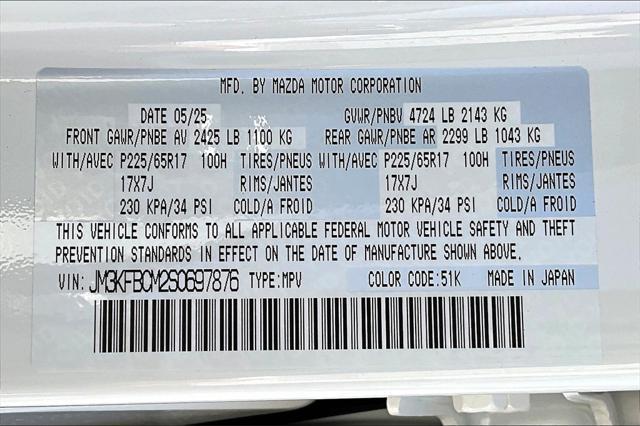 MFD. BY MAZDA MOTOR CORPORATION
DATE 05/25 GVWR/PNBV 4724 LB 2143 KG
FRONT GAWR/PNBE AV 2425 LB 1100 KG REAR GAWR/PNBE AR 2299 LB 1043 KG
WITH/AVEC P225/65R17 100H TIRES/PNEUS WITH/AVEC P225/65R17 100H TIRES/PNEUS
17X7J RIMS/JANTES 17X7J RIMS/JANTES
230 KPA/34 PSI COLD/A FROID 230 KPA/34 PSI COLD/A FROID
THIS VEHICLE CONFORMS TO ALL APPLICABLE FEDERAL MOTOR VEHICLE SAFETY AND THEFT
PREVENTION STANDARDS IN EFFECT ON THE DATE OF MANUFACTURE SHOWN ABOVE.
VIN: JM3KFBCM2S0697876 TYPE:MPV COLOR CODE:51K MADE IN JAPAN